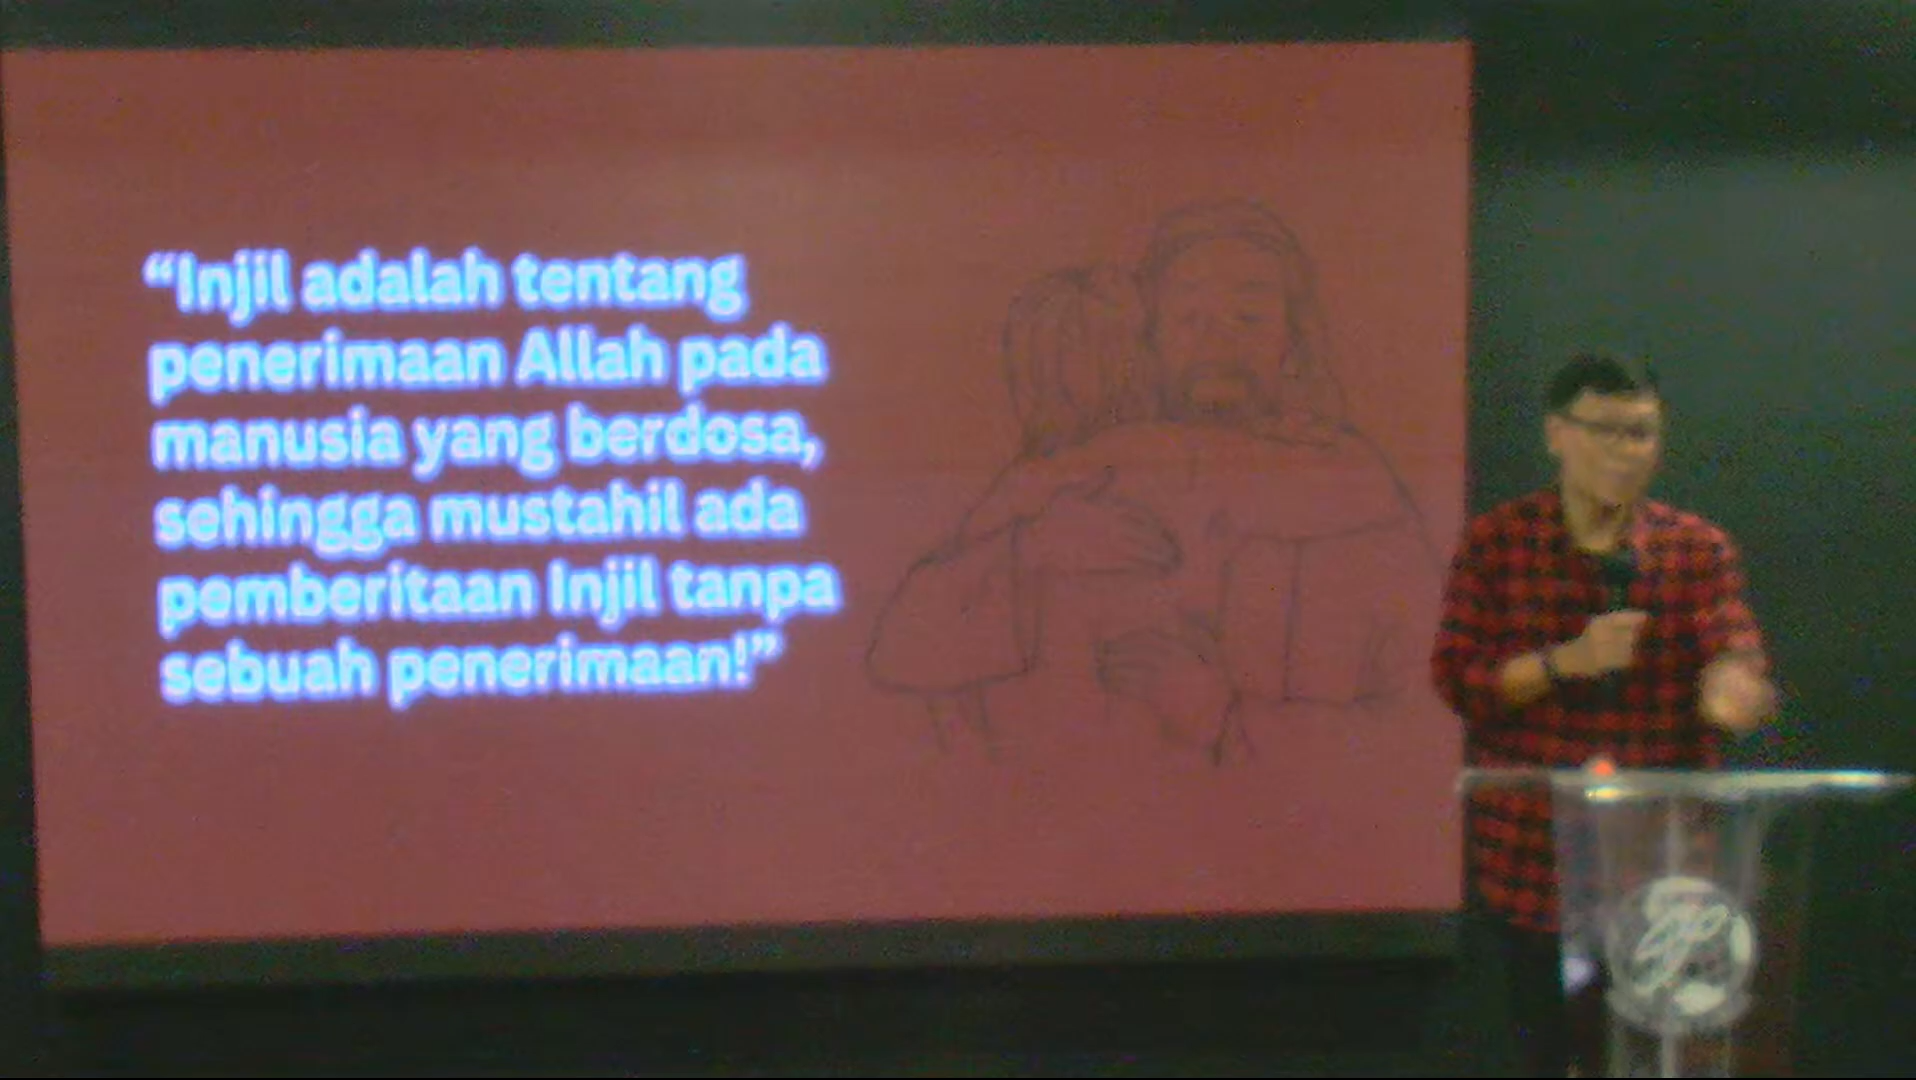 “Injil adalah tentang
penerimaan Allah pada
manusia yang berdosa,
sehingga mustahil ada
pemberitaan Injil tanpa
sebuah penerimaan!”